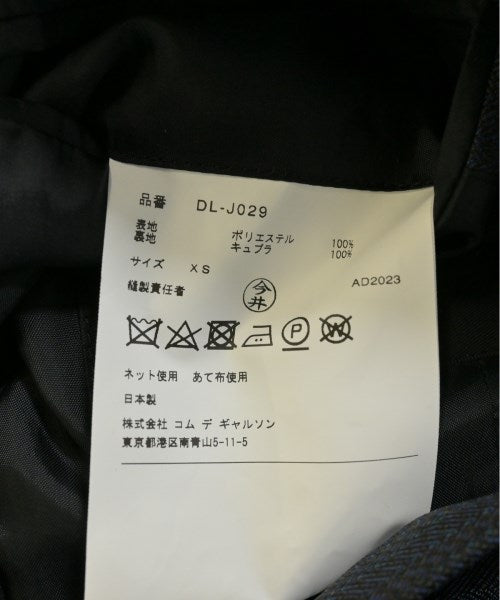 品番 DL-J029
表地 ポリエステル 100%
裏地 キュプラ 100%
サイズ XS
縫製責任者 今井 AD2023
P W
ネット使用 あて布使用
日本製
株式会社 コム デ ギャルソン
東京都港区南青山5-11-5